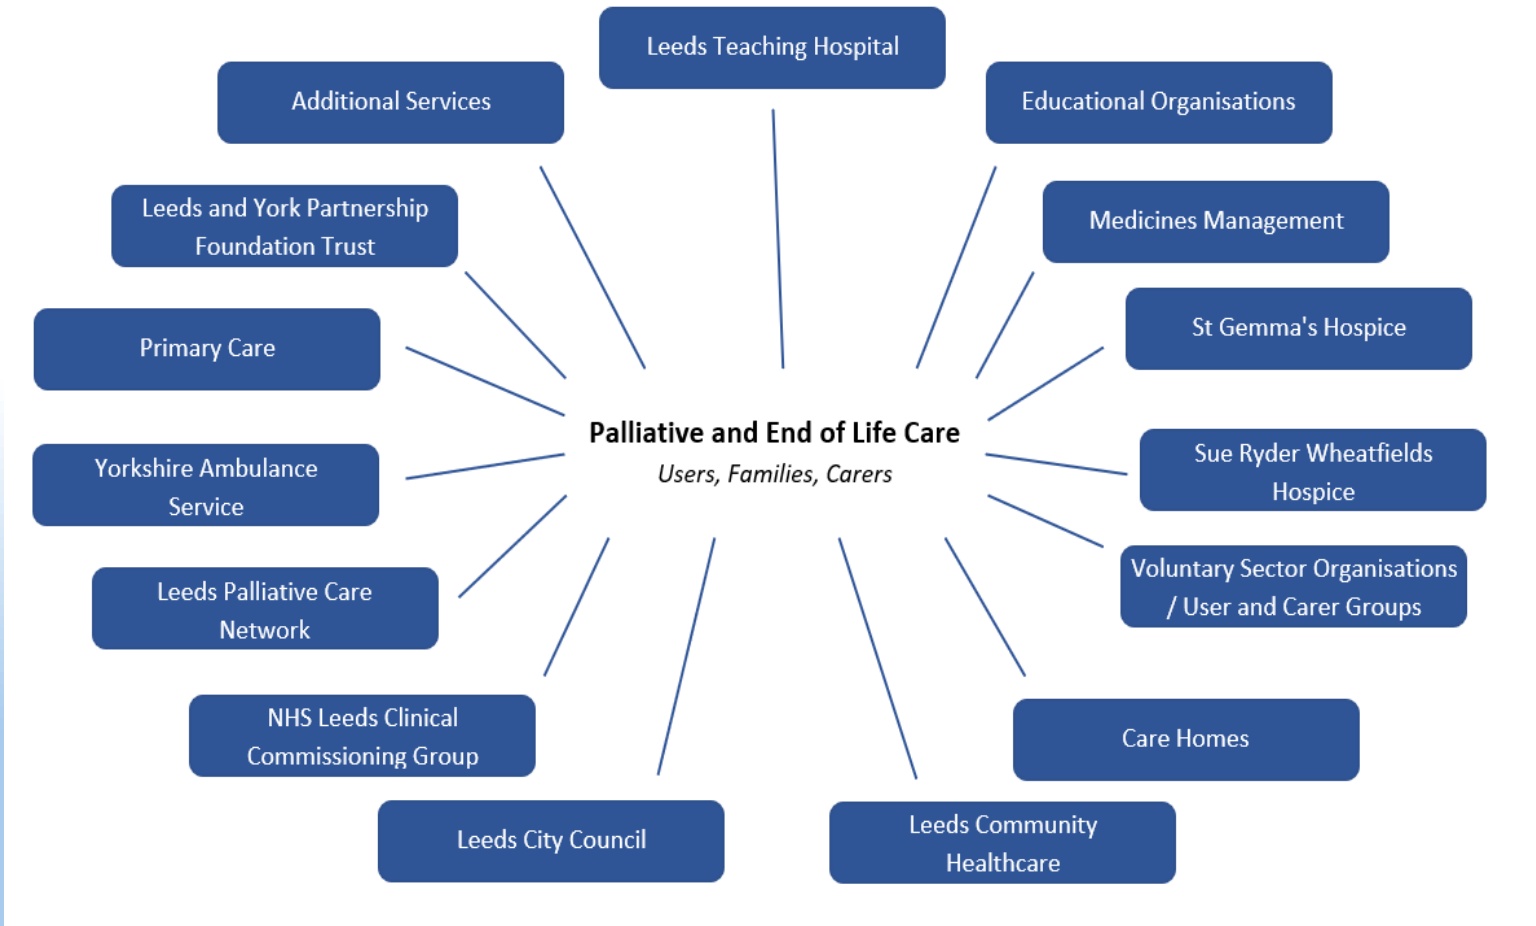 Leeds Teaching Hospital
Additional Services
Educational Organisations
Leeds and York Partnership
Foundation Trust
Medicines Management
Primary Care
St Gemma's Hospice
Palliative and End of Life Care
Users, Families, Carers
Yorkshire Ambulance
Service
Sue Ryder Wheatfields
Hospice
Leeds Palliative Care
Network
Voluntary Sector Organisations
/ User and Carer Groups
NHS Leeds Clinical
Commissioning Group
Care Homes
Leeds City Council
Leeds Community
Healthcare